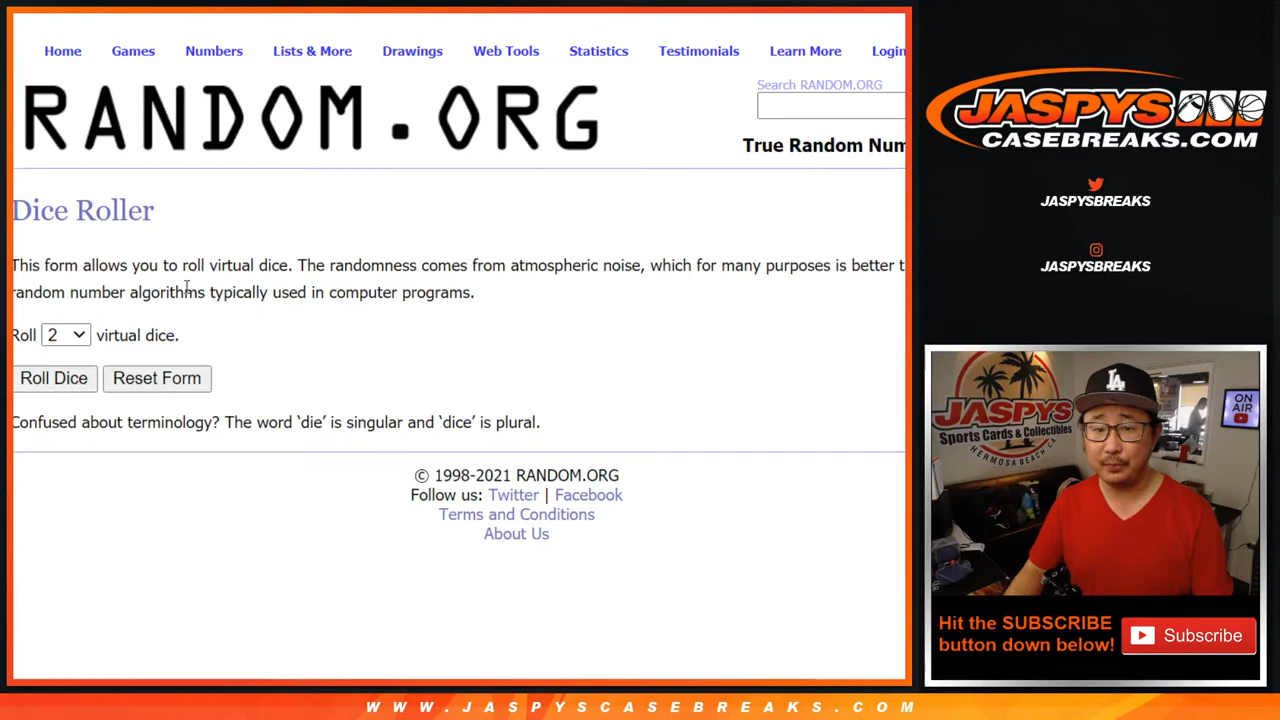 Home Games Numbers Lists & More Drawings Web Tools Statistics Testimonials Learn More Login
Search RANDOM.ORG
RANDOM.ORG
True Random Num
Dice Roller
This form allows you to roll virtual dice. The randomness comes from atmospheric noise, which for many purposes is better t
random number algorithms typically used in computer programs.
Roll 2 virtual dice.
Roll Dice Reset Form
Confused about terminology? The word ‘die’ is singular and ‘dice’ is plural.
© 1998-2021 RANDOM.ORG
Follow us: Twitter | Facebook
Terms and Conditions
About Us
JASPYS
CASEBREAKS.COM
JASPYSBREAKS
JASPYSBREAKS
JASPYS
Sports Cards & Collectibles
HERMOSA BEACH, CA
LA
ON
AIR
Hit the SUBSCRIBE
button down below!
Subscribe
WWW.JASPYSCASEBREAKS.COM